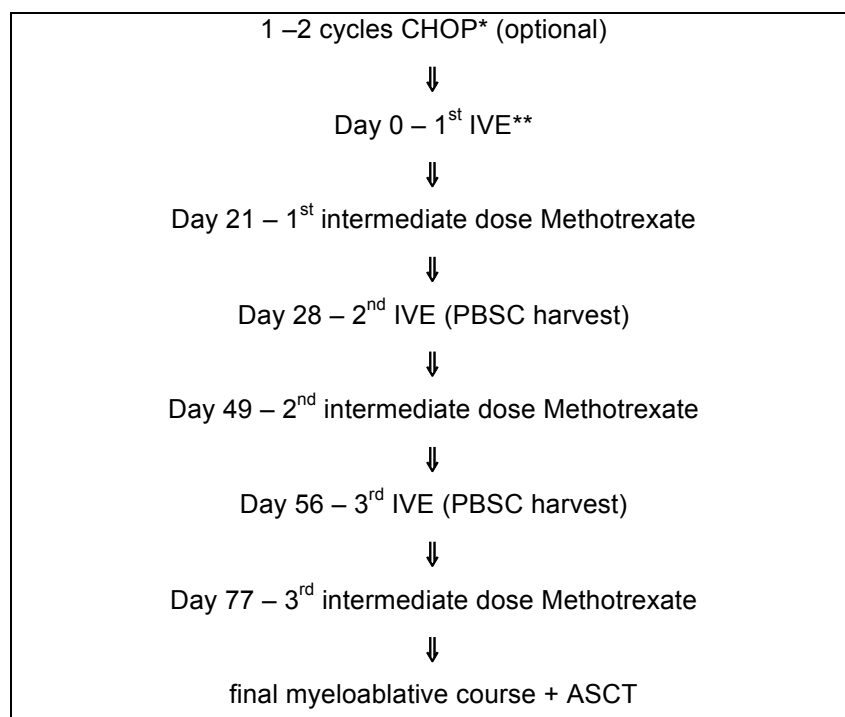 1 –2 cycles CHOP* (optional)
⇓
Day 0 – 1st IVE**
⇓
Day 21 – 1st intermediate dose Methotrexate
⇓
Day 28 – 2nd IVE (PBSC harvest)
⇓
Day 49 – 2nd intermediate dose Methotrexate
⇓
Day 56 – 3rd IVE (PBSC harvest)
⇓
Day 77 – 3rd intermediate dose Methotrexate
⇓
final myeloablative course + ASCT